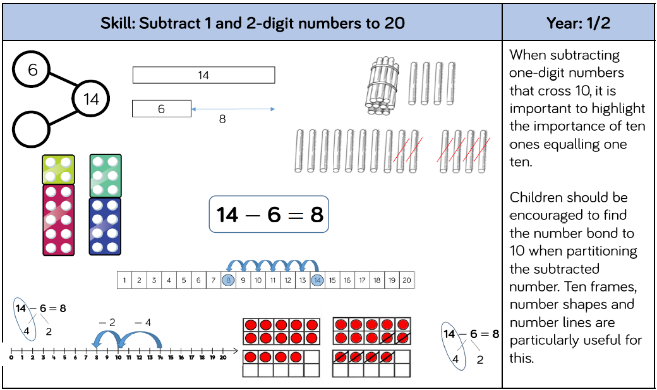 Skill: Subtract 1 and 2-digit numbers to 20
Year: 1/2
6
14
14
6
8
14 − 6 = 8
1 2 3 4 5 6 7 8 9 10 11 12 13 14 15 16 17 18 19 20
14 − 6 = 8
4 2
− 2 − 4
0 1 2 3 4 5 6 7 8 9 10 11 12 13 14 15 16 17 18 19 20
14 − 6 = 8
4 2
When subtracting
one-digit numbers
that cross 10, it is
important to highlight
the importance of ten
ones equalling one
ten.
Children should be
encouraged to find
the number bond to
10 when partitioning
the subtracted
number. Ten frames,
number shapes and
number lines are
particularly useful for
this.